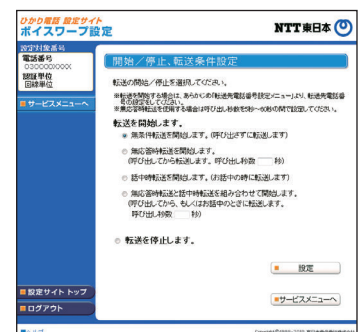 ひかり電話 設定サイト
ボイスワープ設定
NTT東日本
設定対象番号
電話番号
030000000XX
認証単位
回線単位
サービスメニューへ
設定サイト トップ
ログアウト
開始／停止、転送条件設定
転送の開始／停止を選択してください。
※転送を開始する場合は、あらかじめ「転送先電話番号設定メニュー」より、転送先電話番号の設定をしてください。
※無応答時転送を使用する場合は呼び出し秒数を5秒～60秒の間で設定してください。
転送を開始します。
無条件転送を開始します。(呼び出さずに転送します)
無応答時転送を開始します。
(呼び出してから転送します。呼び出し秒数 秒)
話中時転送を開始します。(お話中の時に転送します)
無応答時転送と話中時転送を組み合わせて開始します。
(呼び出してから、もしくはお話中のときに転送します。
呼び出し秒数 秒)
転送を停止します。
設定
サービスメニューへ